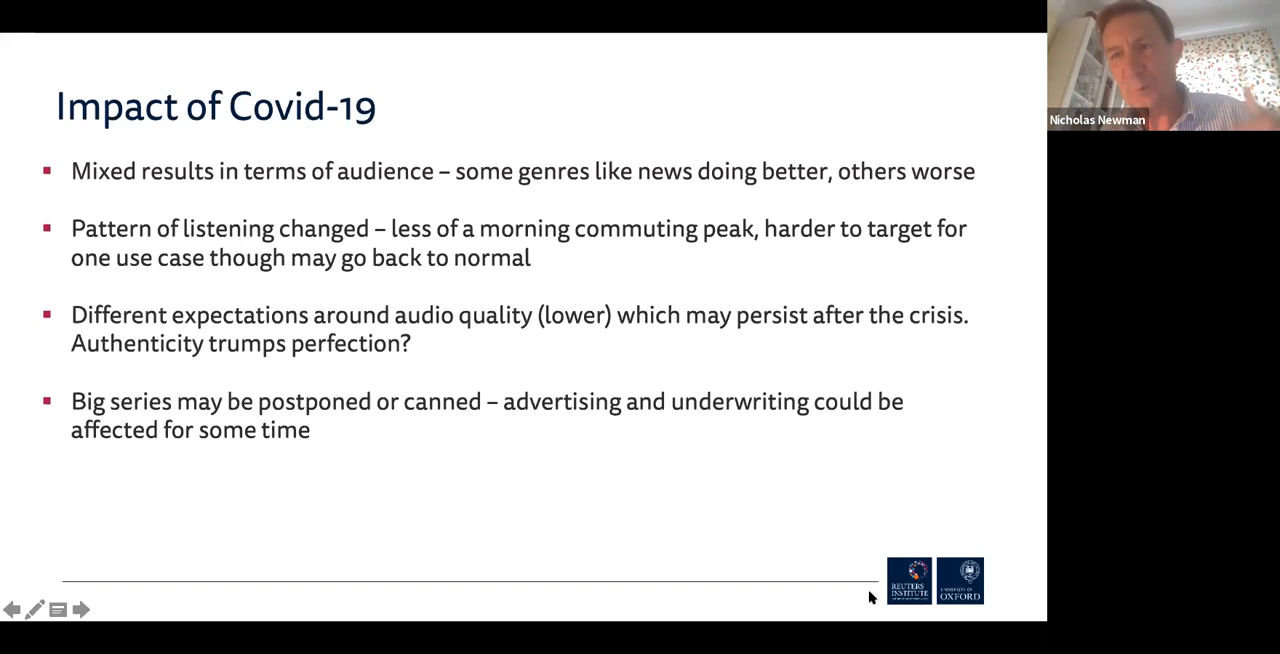 Impact of Covid-19
▪ Mixed results in terms of audience – some genres like news doing better, others worse
▪ Pattern of listening changed – less of a morning commuting peak, harder to target for
one use case though may go back to normal
▪ Different expectations around audio quality (lower) which may persist after the crisis.
Authenticity trumps perfection?
▪ Big series may be postponed or canned – advertising and underwriting could be
affected for some time
Nicholas Newman
REUTERS
INSTITUTE
UNIVERSITY OF
OXFORD